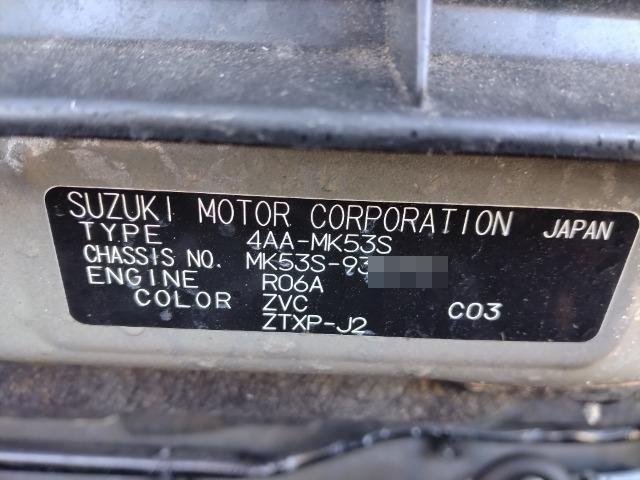 SUZUKI MOTOR CORPORATION JAPAN
TYPE 4AA-MK53S
CHASSIS NO. MK53S-93
ENGINE R06A
COLOR ZVC C03
ZTXP-J2